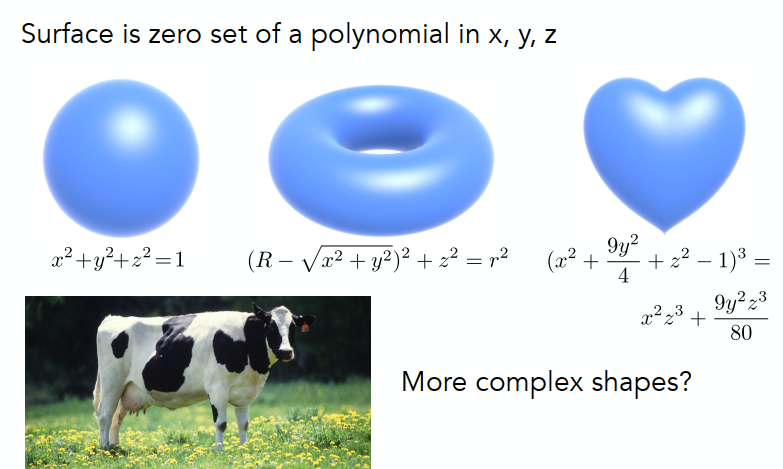 Surface is zero set of a polynomial in x, y, z
x²+y²+z²=1
(R − √(x² + y²))² + z² = r²
(x² + 9y²/4 + z² − 1)³ =
x²z³ + 9y²z³/80
More complex shapes?